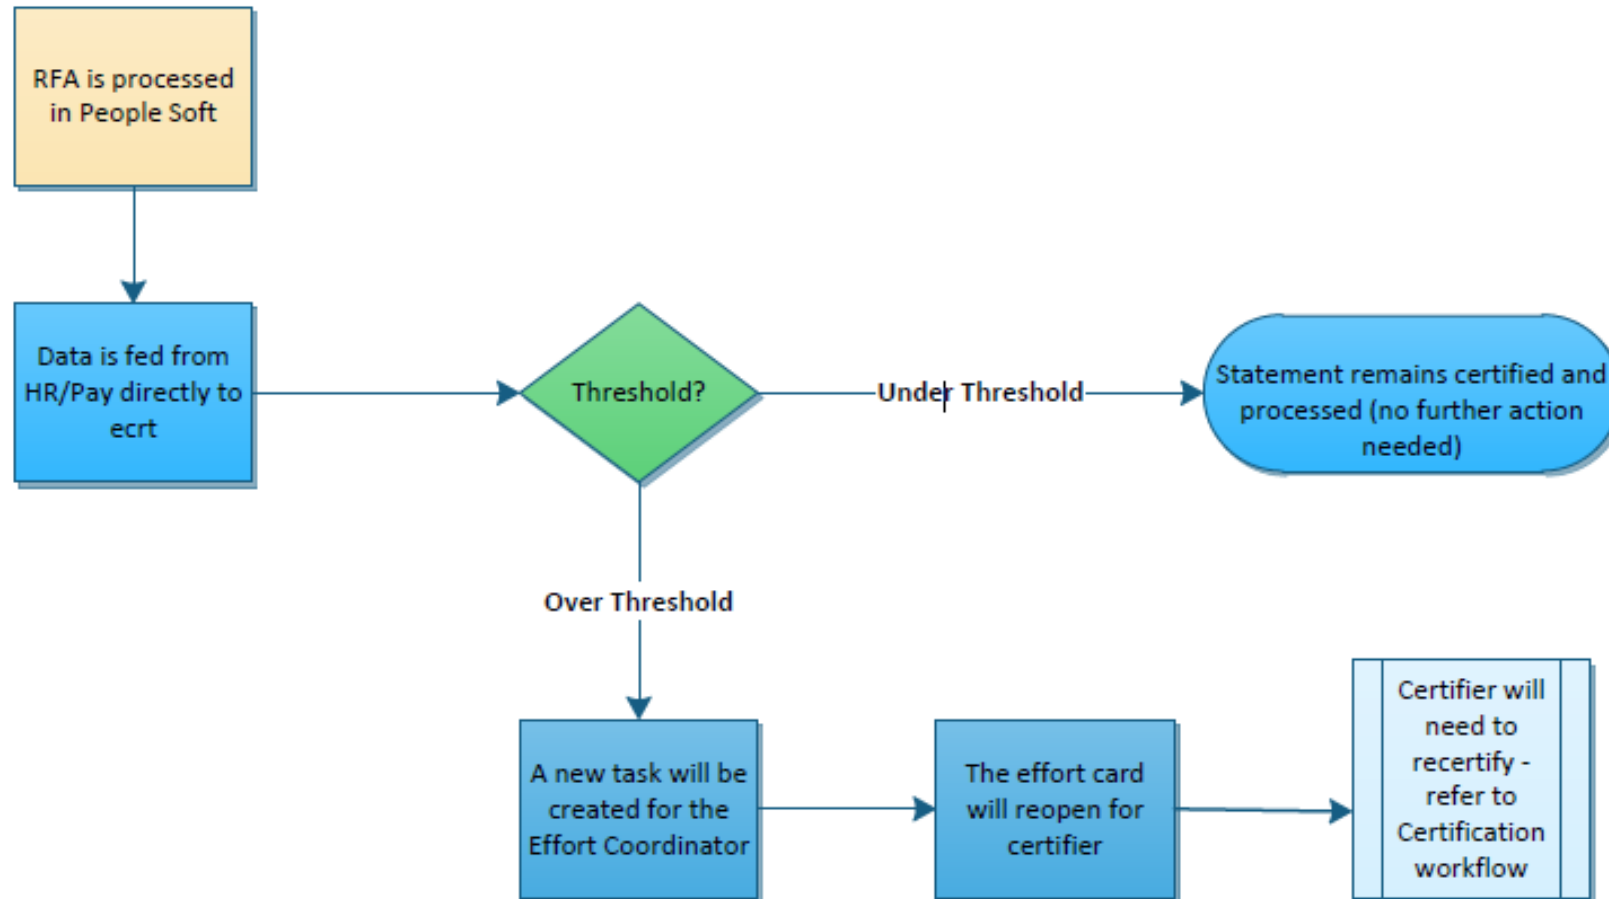 RFA is processed
in People Soft
Data is fed from
HR/Pay directly to
ecrt
Threshold?
Under Threshold
Statement remains certified and
processed (no further action
needed)
Over Threshold
A new task will be
created for the
Effort Coordinator
The effort card
will reopen for
certifier
Certifier will
need to
recertify -
refer to
Certification
workflow